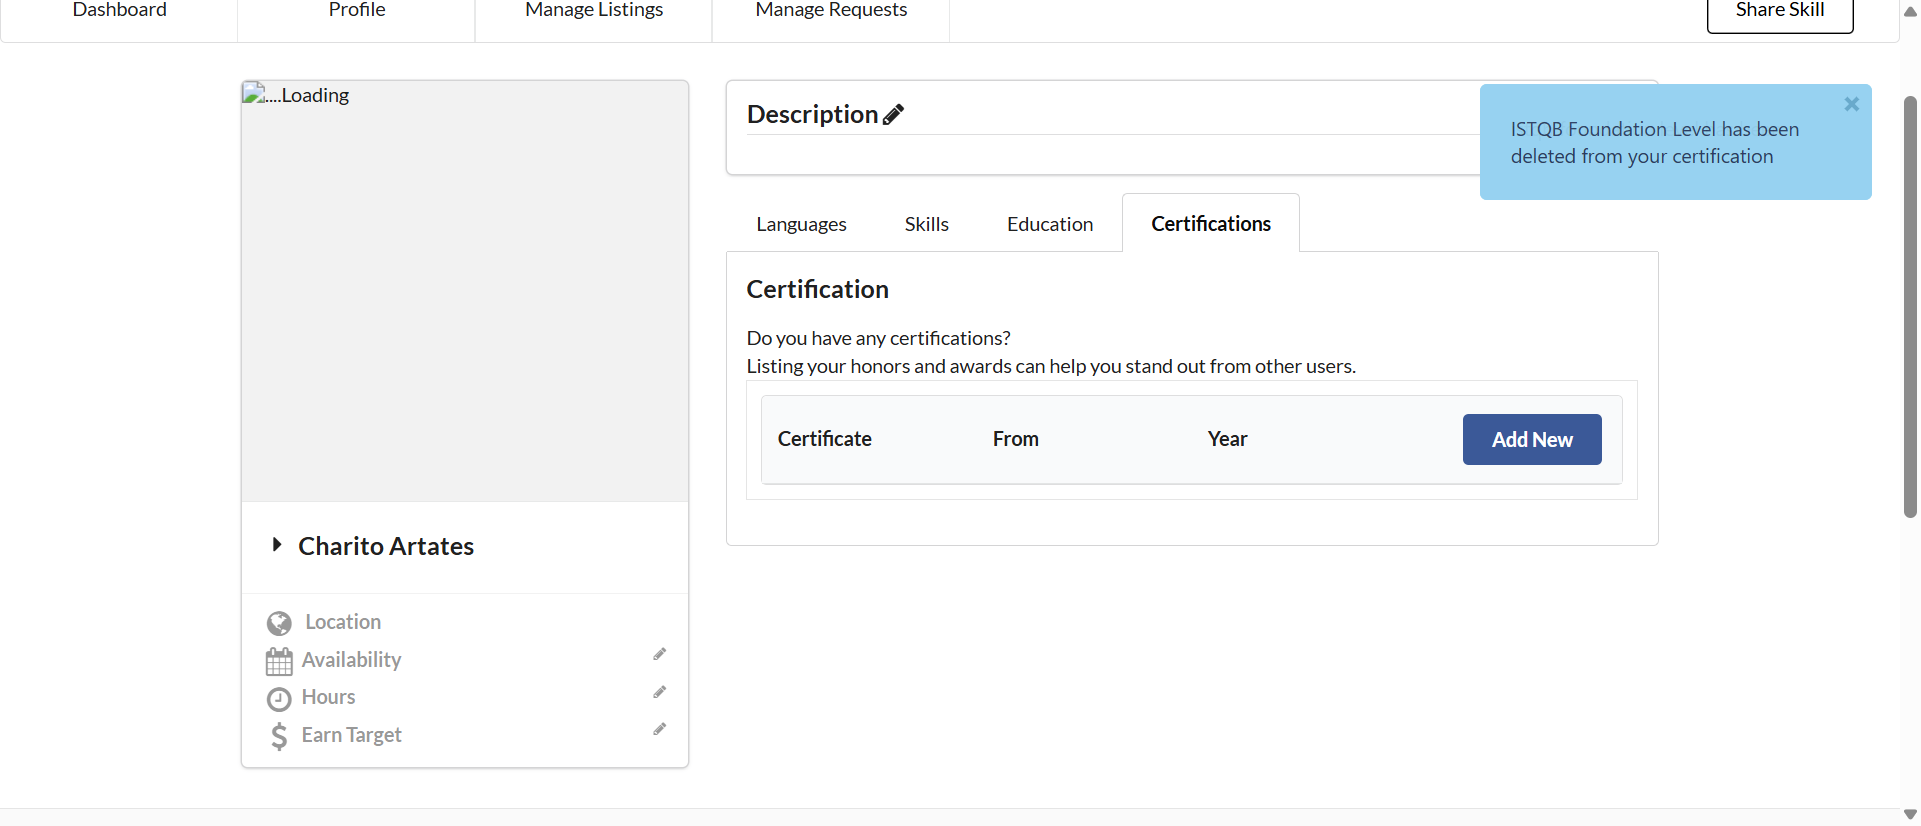 Dashboard
Profile
Manage Listings
Manage Requests
Share Skill
....Loading
Charito Artates
Location
Availability
Hours
Earn Target
Description
ISTQB Foundation Level has been
deleted from your certification
Languages
Skills
Education
Certifications
Certification
Do you have any certifications?
Listing your honors and awards can help you stand out from other users.
Certificate
From
Year
Add New